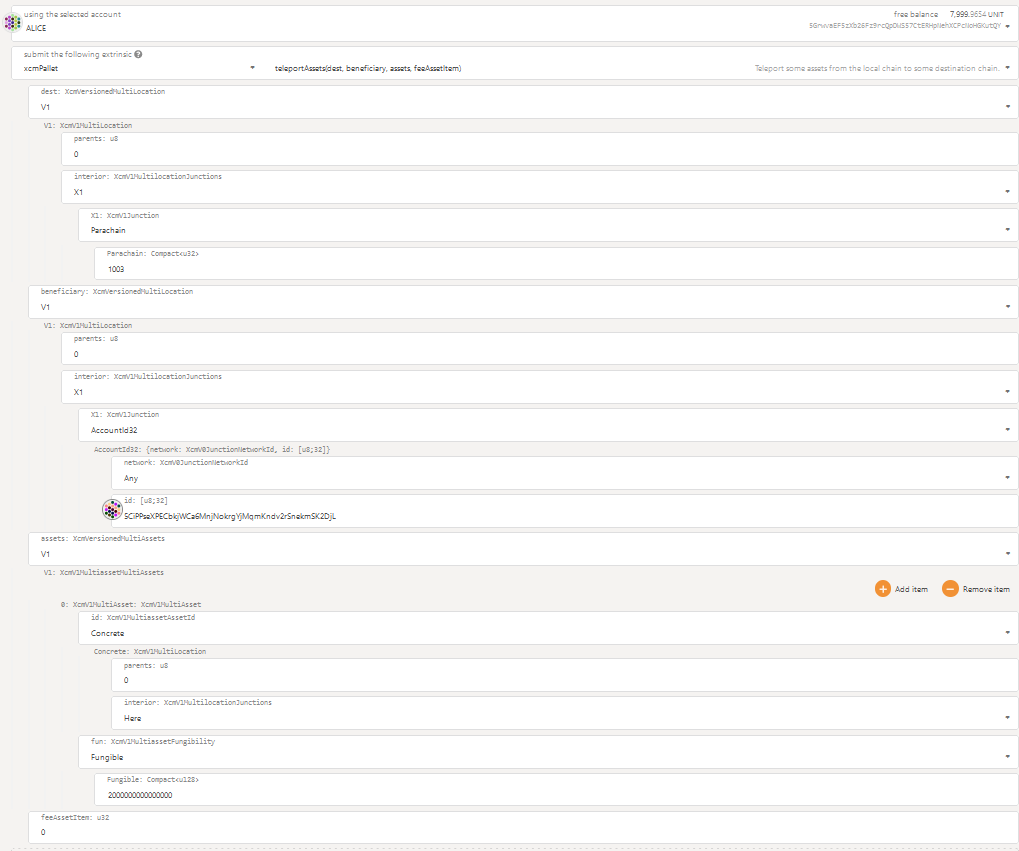 using the selected account
free balance 7,999.9654 UNIT
ALICE
submit the following extrinsic
xcmPallet
teleportAssets(dest, beneficiary, assets, feeAssetItem)
Teleport some assets from the local chain to some destination chain.
dest: XcmVersionedMultiLocation
V1
V1: XcmV1MultiLocation
parents: u8
0
interior: XcmV1MultilocationJunctions
X1
X1: XcmV1Junction
Parachain
Parachain: Compact<u32>
1003
beneficiary: XcmVersionedMultiLocation
V1
V1: XcmV1MultiLocation
parents: u8
0
interior: XcmV1MultilocationJunctions
X1
X1: XcmV1Junction
AccountId32
AccountId32: {network: XcmV0JunctionNetworkId, id: [u8;32]}
network: XcmV0JunctionNetworkId
Any
id: [u8;32]
5CiPPseXPECbkjWCa6MnjNokrgYjMqmKndv2rSnekmSK2DjL
assets: XcmVersionedMultiAssets
V1
V1: XcmV1MultiassetMultiAssets
Add item
Remove item
0: XcmV1MultiAsset: XcmV1MultiAsset
id: XcmV1MultiassetAssetId
Concrete
Concrete: XcmV1MultiLocation
parents: u8
0
interior: XcmV1MultilocationJunctions
Here
fun: XcmV1MultiassetFungibility
Fungible
Fungible: Compact<u128>
2000000000000000
feeAssetItem: u32
0